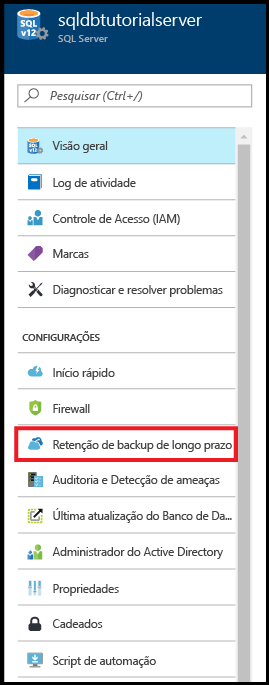 SQL
v12
sqldbtutorialserver
SQL Server
Pesquisar (Ctrl+/)
SQL
v12
Visão geral
Log de atividade
Controle de Acesso (IAM)
Marcas
Diagnosticar e resolver problemas
CONFIGURAÇÕES
Início rápido
Firewall
Retenção de backup de longo prazo
Auditoria e Detecção de ameaças
Última atualização do Banco de Da...
Administrador do Active Directory
Propriedades
Cadeados
Script de automação